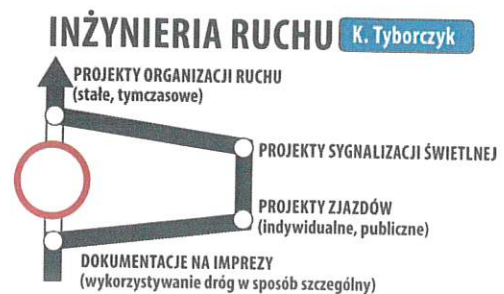 INŻYNIERIA RUCHU K. Tyborczyk
PROJEKTY ORGANIZACJI RUCHU
(stałe, tymczasowe)
PROJEKTY SYGNALIZACJI ŚWIETLNEJ
PROJEKTY ZJAZDÓW
(indywidualne, publiczne)
DOKUMENTACJE NA IMPREZY
(wykorzystywanie dróg w sposób szczególny)